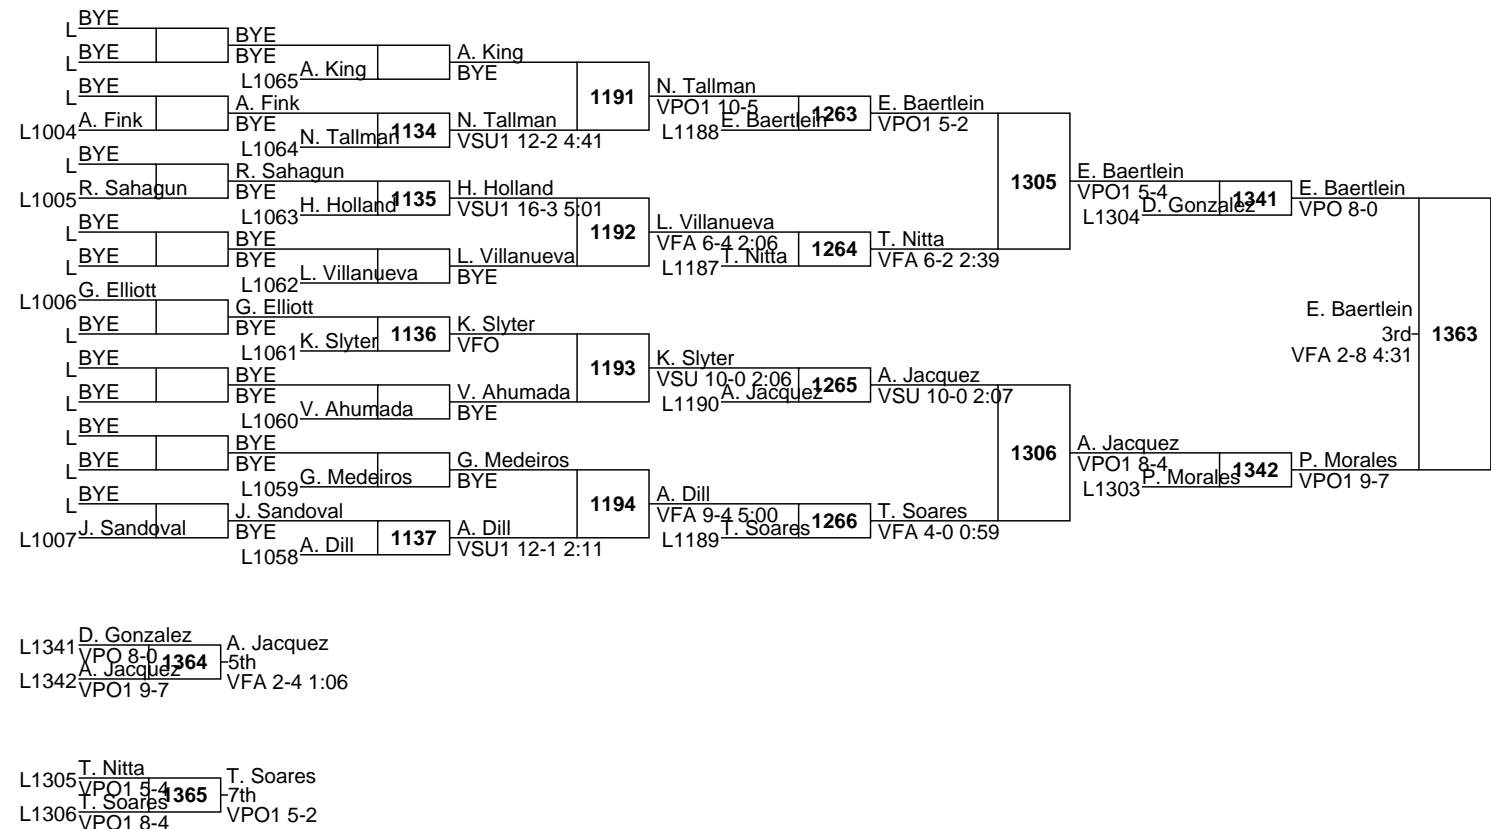 BYE
L
BYE
L
BYE
BYE
L1065 A. King
A. King
BYE
BYE
L
L1004 A. Fink
A. Fink
BYE
L1064 N. Tallman
1134
N. Tallman
VSU1 12-2 4:41
1191
N. Tallman
VPO1 10-5
L1188 E. Baertlein
1263
E. Baertlein
VPO1 5-2
BYE
L
L1005 R. Sahagun
R. Sahagun
BYE
L1063 H. Holland
1135
H. Holland
VSU1 16-3 5:01
BYE
L
BYE
L
BYE
BYE
L1062 L. Villanueva
L. Villanueva
BYE
1192
L. Villanueva
VFA 6-4 2:06
L1187 T. Nitta
1264
T. Nitta
VFA 6-2 2:39
1305
E. Baertlein
VPO1 5-4
L1304 D. Gonzalez
1341
E. Baertlein
VPO 8-0
L1006 G. Elliott
BYE
L
G. Elliott
BYE
L1061 K. Slyter
1136
K. Slyter
VFO
BYE
L
BYE
L
BYE
BYE
L1060 V. Ahumada
V. Ahumada
BYE
1193
K. Slyter
VSU 10-0 2:06
L1190 A. Jacquez
1265
A. Jacquez
VSU 10-0 2:07
BYE
L
BYE
L
BYE
BYE
L1059 G. Medeiros
G. Medeiros
BYE
BYE
L
L1007 J. Sandoval
J. Sandoval
BYE
L1058 A. Dill
1137
A. Dill
VSU1 12-1 2:11
1194
A. Dill
VFA 9-4 5:00
L1189 T. Soares
1266
T. Soares
VFA 4-0 0:59
1306
A. Jacquez
VPO1 8-4
L1303 P. Morales
1342
P. Morales
VPO1 9-7
E. Baertlein
3rd
VFA 2-8 4:31
1363
L1341 D. Gonzalez
VPO 8-0
L1342 A. Jacquez
VPO1 9-7
1364
A. Jacquez
5th
VFA 2-4 1:06
L1305 T. Nitta
VPO1 5-4
L1306 T. Soares
VPO1 8-4
1365
T. Soares
7th
VPO1 5-2